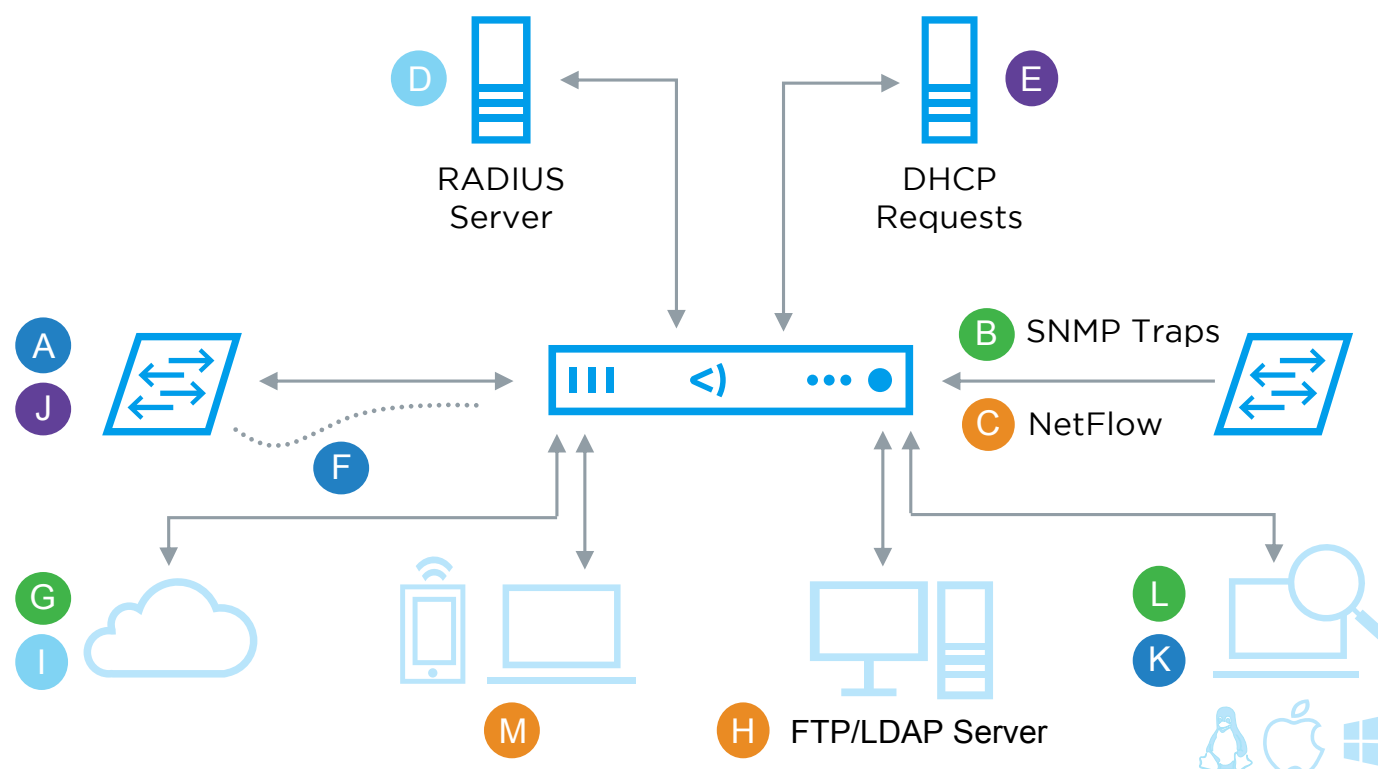 D
E
RADIUS
Server
DHCP
Requests
A
J
B SNMP Traps
C NetFlow
F
G
I
L
K
M
H FTP/LDAP Server